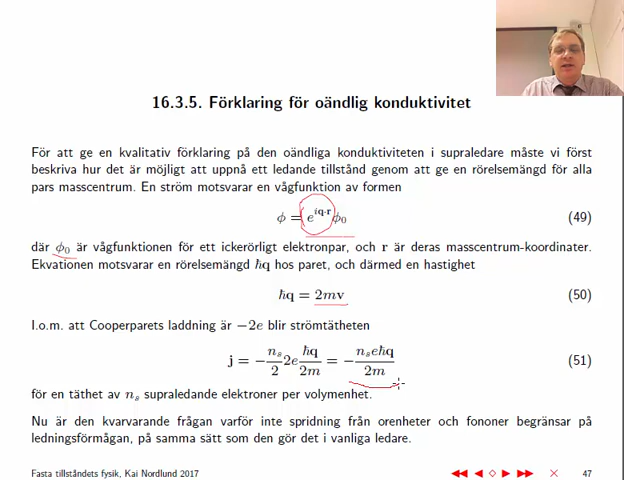 16.3.5. Förklaring för oändlig konduktivitet
För att ge en kvalitativ förklaring på den oändliga konduktiviteten i supraledare måste vi först
beskriva hur det är möjligt att uppnå ett ledande tillstånd genom att ge en rörelsemängd för alla
pars masscentrum. En ström motsvarar en vågfunktion av formen
ϕ = e^{iq·r}ϕ₀ (49)
där ϕ₀ är vågfunktionen för ett ickerörligt elektronpar, och r är deras masscentrum-koordinater.
Ekvationen motsvarar en rörelsemängd ℏq hos paret, och därmed en hastighet
ℏq = 2mv (50)
I.o.m. att Cooperparets laddning är −2e blir strömtätheten
j = −(nₛ/2)2e(ℏq/2m) = −(nₛeℏq/2m) (51)
för en täthet av nₛ supraledande elektroner per volymenhet.
Nu är den kvarvarande frågan varför inte spridning från orenheter och fononer begränsar på
ledningsförmågan, på samma sätt som den gör det i vanliga ledare.
Fasta tillståndets fysik, Kai Nordlund 2017 47